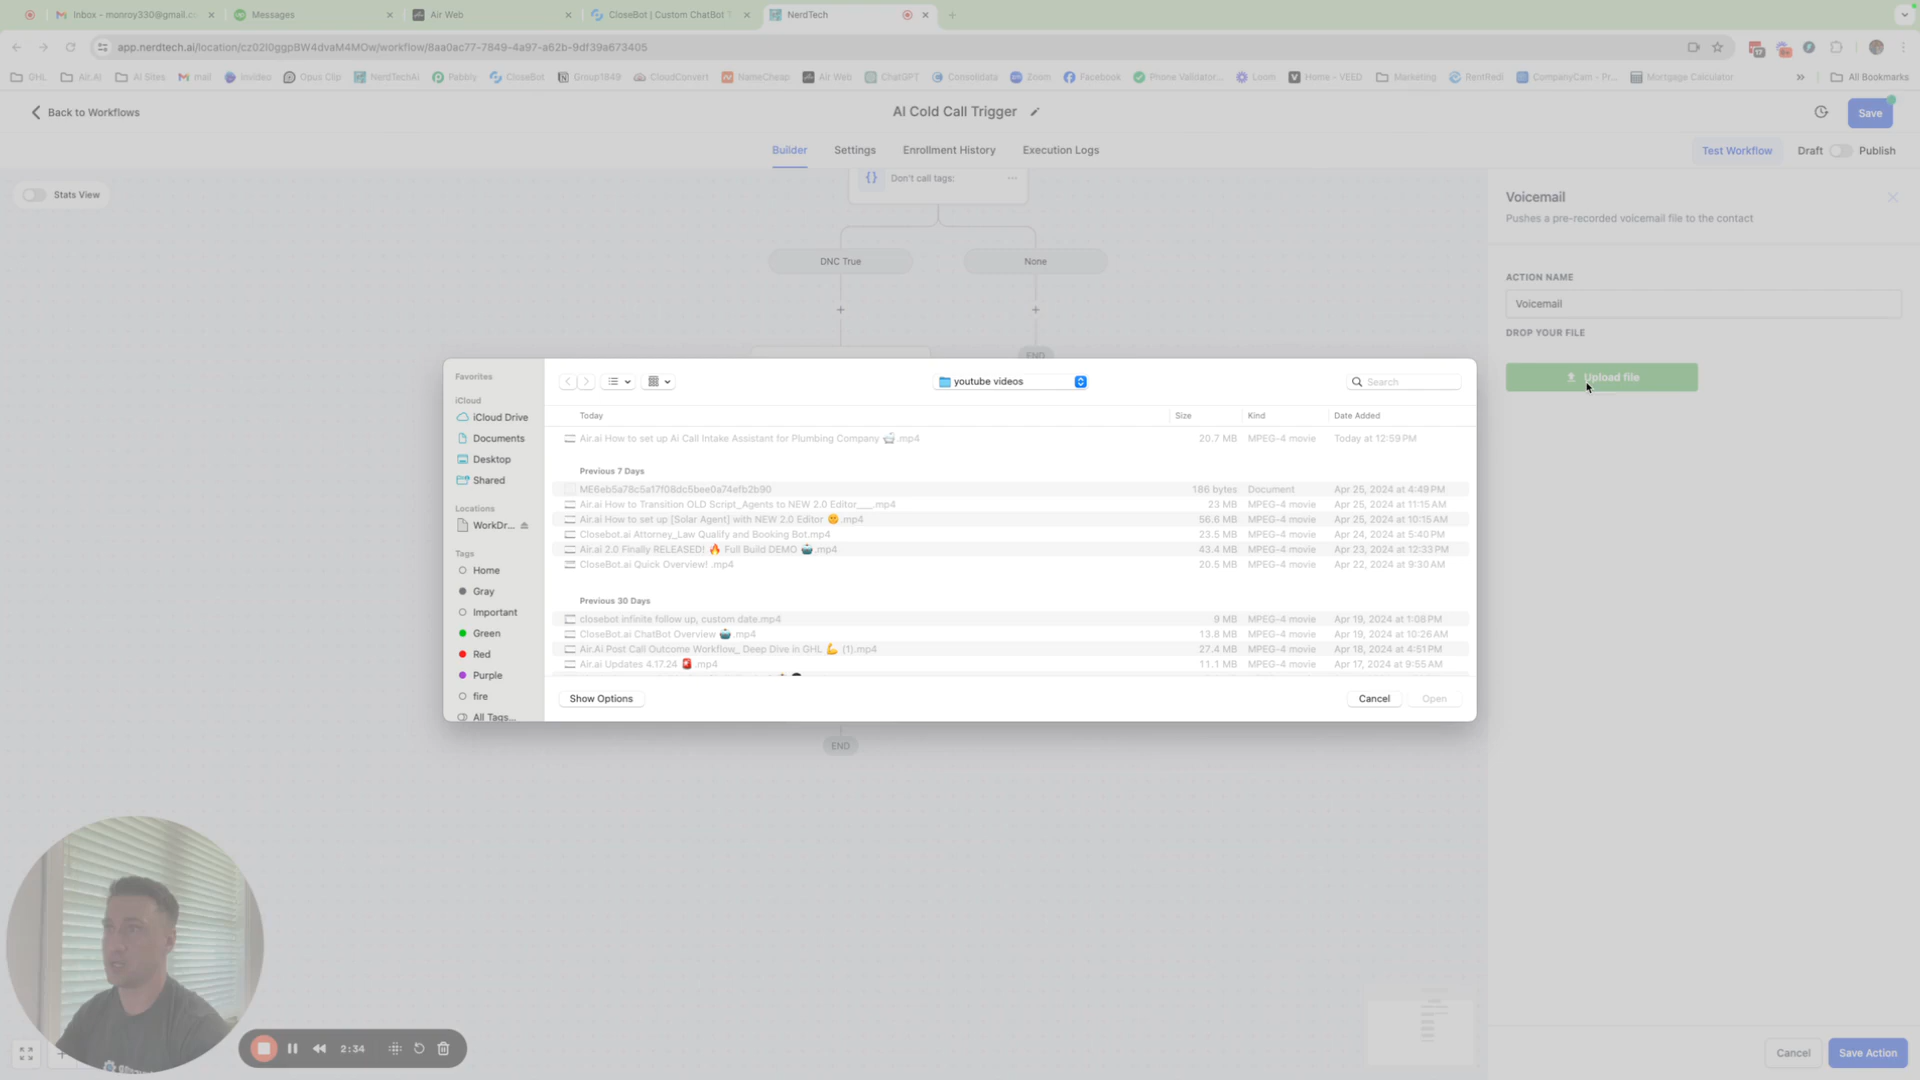 Inbox – monroy330@gmail.c
Messages
Air Web
CloseBot | Custom ChatBot T
NerdTech
app.nerdtech.ai/location/cz02I0ggpBW4dvaM4MOw/workflow/8aa0ac77-7849-4a97-a62b-9df39a673405
GHL
Air.Ai
Ai Sites
mail
Invideo
Opus Clip
NerdTechAi
Pabbly
CloseBot
Group1849
CloudConvert
NameCheap
Air Web
ChatGPT
Consolidata
Zoom
Facebook
Phone Validator...
Loom
Home - VEED
Marketing
RentRedi
CompanyCam - Pr...
Mortgage Calculator
All Bookmarks
Back to Workflows
AI Cold Call Trigger
Save
Builder
Settings
Enrollment History
Execution Logs
Test Workflow
Draft
Publish
Stats View
Don't call tags:
DNC True
None
END
Voicemail
Pushes a pre-recorded voicemail file to the contact
ACTION NAME
Voicemail
DROP YOUR FILE
Upload file
Favorites
iCloud
iCloud Drive
Documents
Desktop
Shared
Locations
WorkDr...
Tags
Home
Gray
Important
Green
Red
Purple
fire
All Tags...
youtube videos
Search
Today Size Kind Date Added
Air.ai How to set up Ai Call Intake Assistant for Plumbing Company 🛁.mp4 20.7 MB MPEG-4 movie Today at 12:59 PM
Previous 7 Days
ME6eb5a78c5a17f08dc5bee0a74efb2b90 186 bytes Document Apr 25, 2024 at 4:49 PM
Air.ai How to Transition OLD Script_Agents to NEW 2.0 Editor___.mp4 23 MB MPEG-4 movie Apr 25, 2024 at 11:15 AM
Air.ai How to set up [Solar Agent] with NEW 2.0 Editor 🌞.mp4 56.6 MB MPEG-4 movie Apr 25, 2024 at 10:15 AM
Closebot.ai Attorney_Law Qualify and Booking Bot.mp4 23.5 MB MPEG-4 movie Apr 24, 2024 at 5:40 PM
Air.ai 2.0 Finally RELEASED! 🔥 Full Build DEMO 🤖.mp4 43.4 MB MPEG-4 movie Apr 23, 2024 at 12:33 PM
CloseBot.ai Quick Overview! .mp4 20.5 MB MPEG-4 movie Apr 22, 2024 at 9:30 AM
Previous 30 Days
closebot infinite follow up, custom date.mp4 9 MB MPEG-4 movie Apr 19, 2024 at 1:08 PM
CloseBot.ai ChatBot Overview 🤖 .mp4 13.8 MB MPEG-4 movie Apr 19, 2024 at 10:26 AM
Air.Ai Post Call Outcome Workflow_ Deep Dive in GHL 💪 (1).mp4 27.4 MB MPEG-4 movie Apr 18, 2024 at 4:51 PM
Air.ai Updates 4.17.24 🚨 .mp4 11.1 MB MPEG-4 movie Apr 17, 2024 at 9:55 AM
Show Options
Cancel
Open
END
2:34
Cancel
Save Action